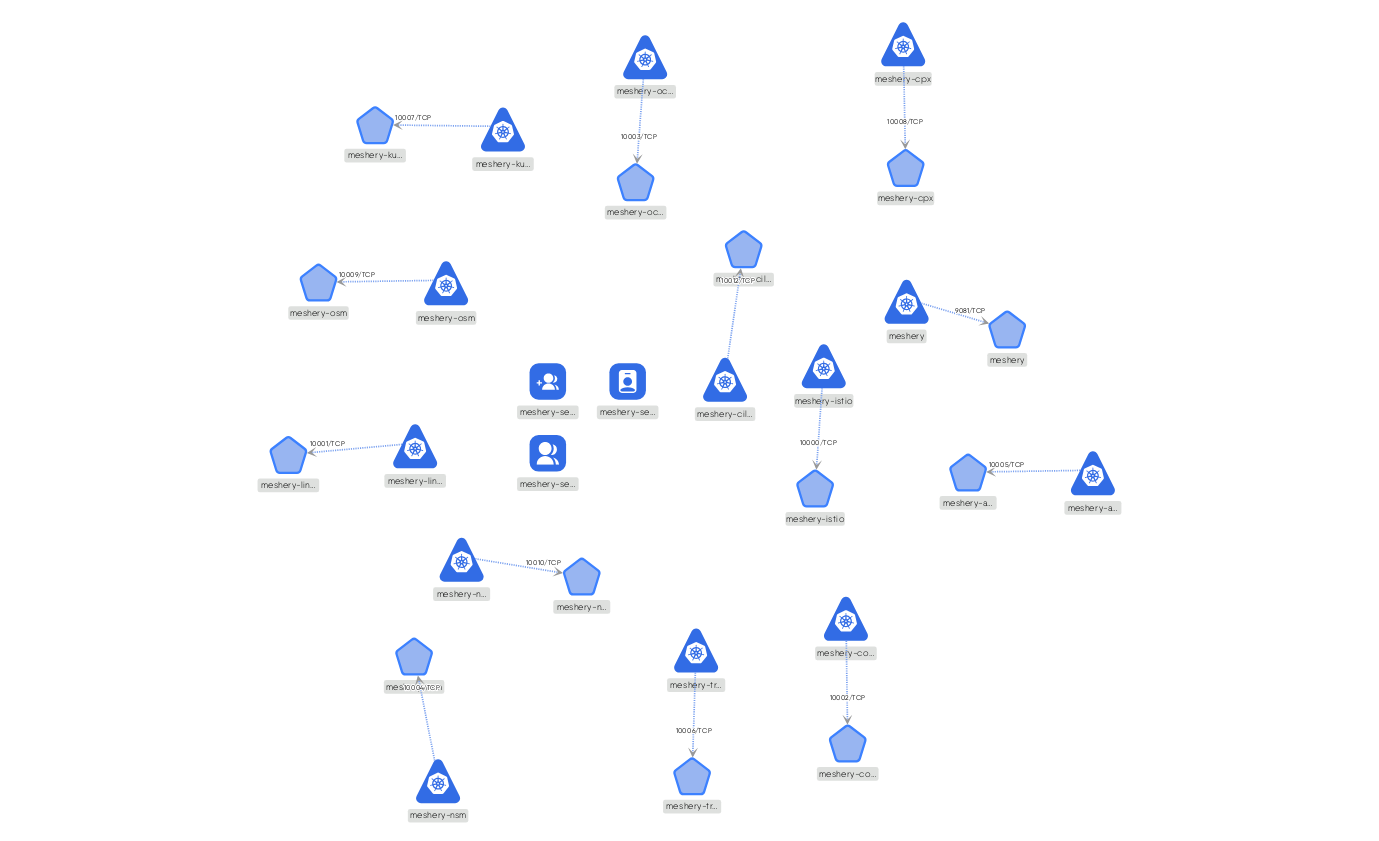 meshery-cpx
meshery-oc...
10007/TCP
10008/TCP
10003/TCP
meshery-ku...
meshery-ku...
meshery-cpx
meshery-oc...
10009/TCP
10012/TCP
meshery-osm
meshery-osm
9081/TCP
meshery
meshery
meshery-istio
meshery-se...
meshery-se...
meshery-cil...
10001/TCP
10000/TCP
10005/TCP
meshery-lin...
meshery-lin...
meshery-se...
meshery-a...
meshery-a...
meshery-istio
10010/TCP
meshery-n...
meshery-n...
meshery-co...
meshery-tr...
10004/TCP
10002/TCP
10006/TCP
meshery-co...
meshery-tr...
meshery-nsm